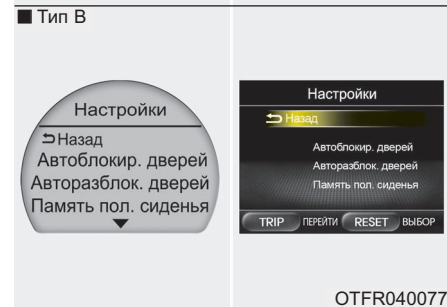 ■ Тип B
Настройки
⮌Назад
Автоблокир. дверей
Авторазблок. дверей
Память пол. сиденья
▼
Настройки
⮌ Назад
Автоблокир. дверей
Авторазблок. дверей
Память пол. сиденья
TRIP ПЕРЕЙТИ RESET ВЫБОР
OTFR040077